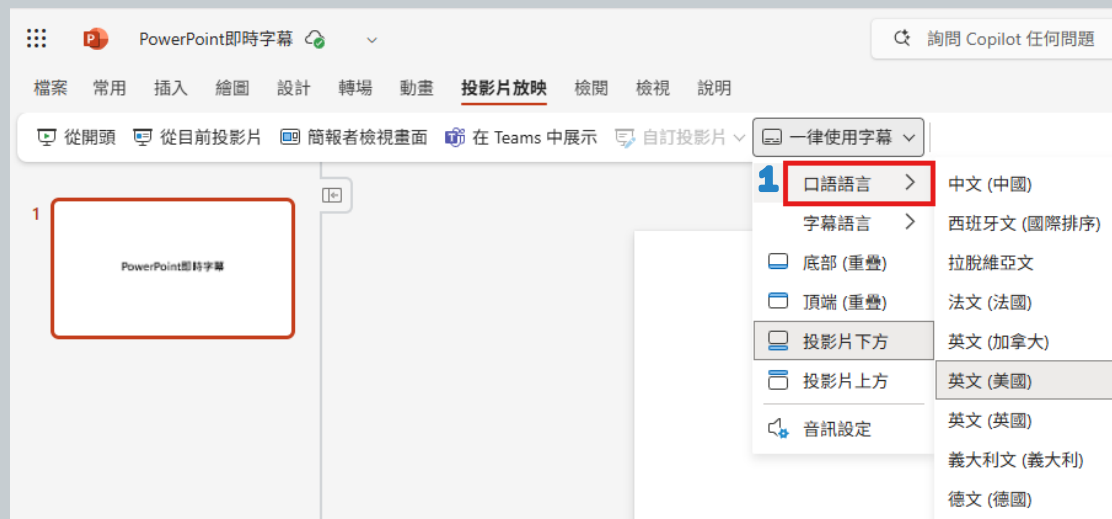 PowerPoint即時字幕
詢問 Copilot 任何問題
檔案 常用 插入 繪圖 設計 轉場 動畫 投影片放映 檢閱 檢視 說明
從開頭 從目前投影片 簡報者檢視畫面 在 Teams 中展示 自訂投影片 一律使用字幕
1 口語語言
字幕語言
底部 (重疊)
頂端 (重疊)
投影片下方
投影片上方
音訊設定
中文 (中國)
西班牙文 (國際排序)
拉脫維亞文
法文 (法國)
英文 (加拿大)
英文 (美國)
英文 (英國)
義大利文 (義大利)
德文 (德國)
1
PowerPoint即時字幕